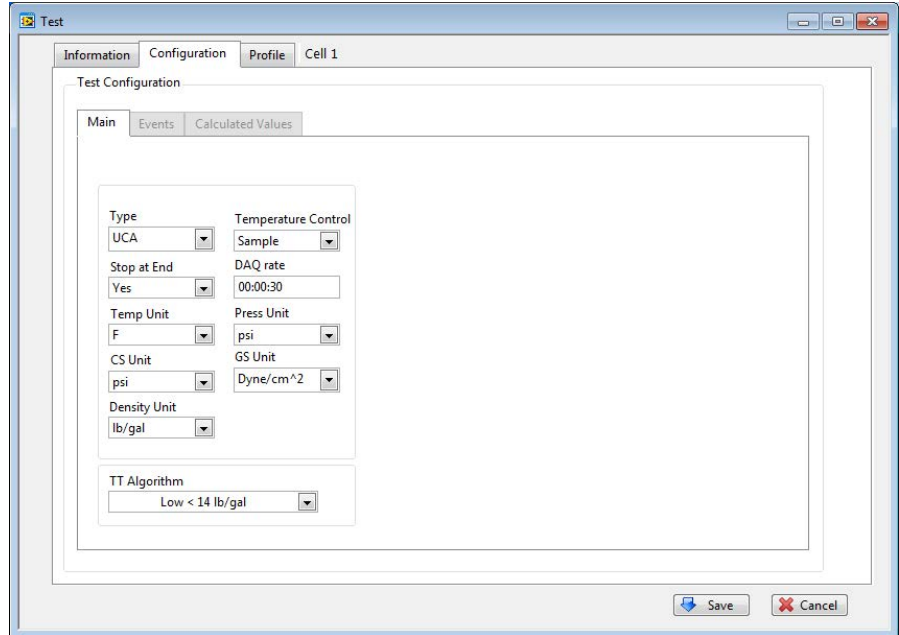 Test
Information Configuration Profile Cell 1
Test Configuration
Main Events Calculated Values
Type Temperature Control
UCA Sample
Stop at End DAQ rate
Yes 00:00:30
Temp Unit Press Unit
F psi
CS Unit GS Unit
psi Dyne/cm^2
Density Unit
lb/gal
TT Algorithm
Low < 14 lb/gal
Save Cancel